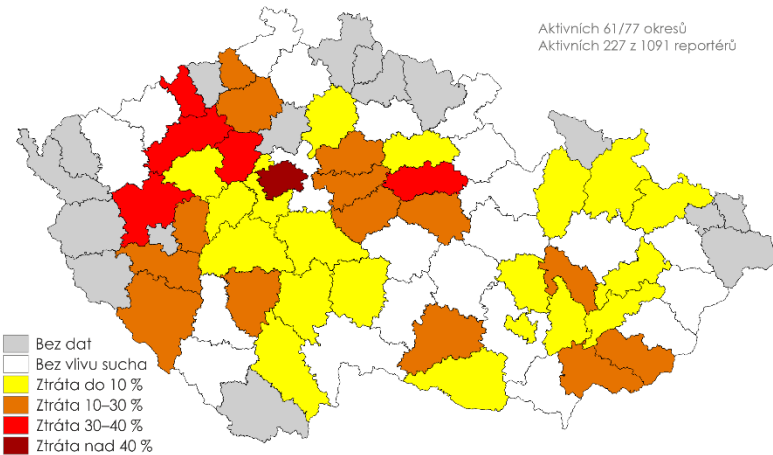 Aktivních 61/77 okresů
Aktivních 227 z 1091 reportérů
Bez dat
Bez vlivu sucha
Ztráta do 10 %
Ztráta 10–30 %
Ztráta 30–40 %
Ztráta nad 40 %